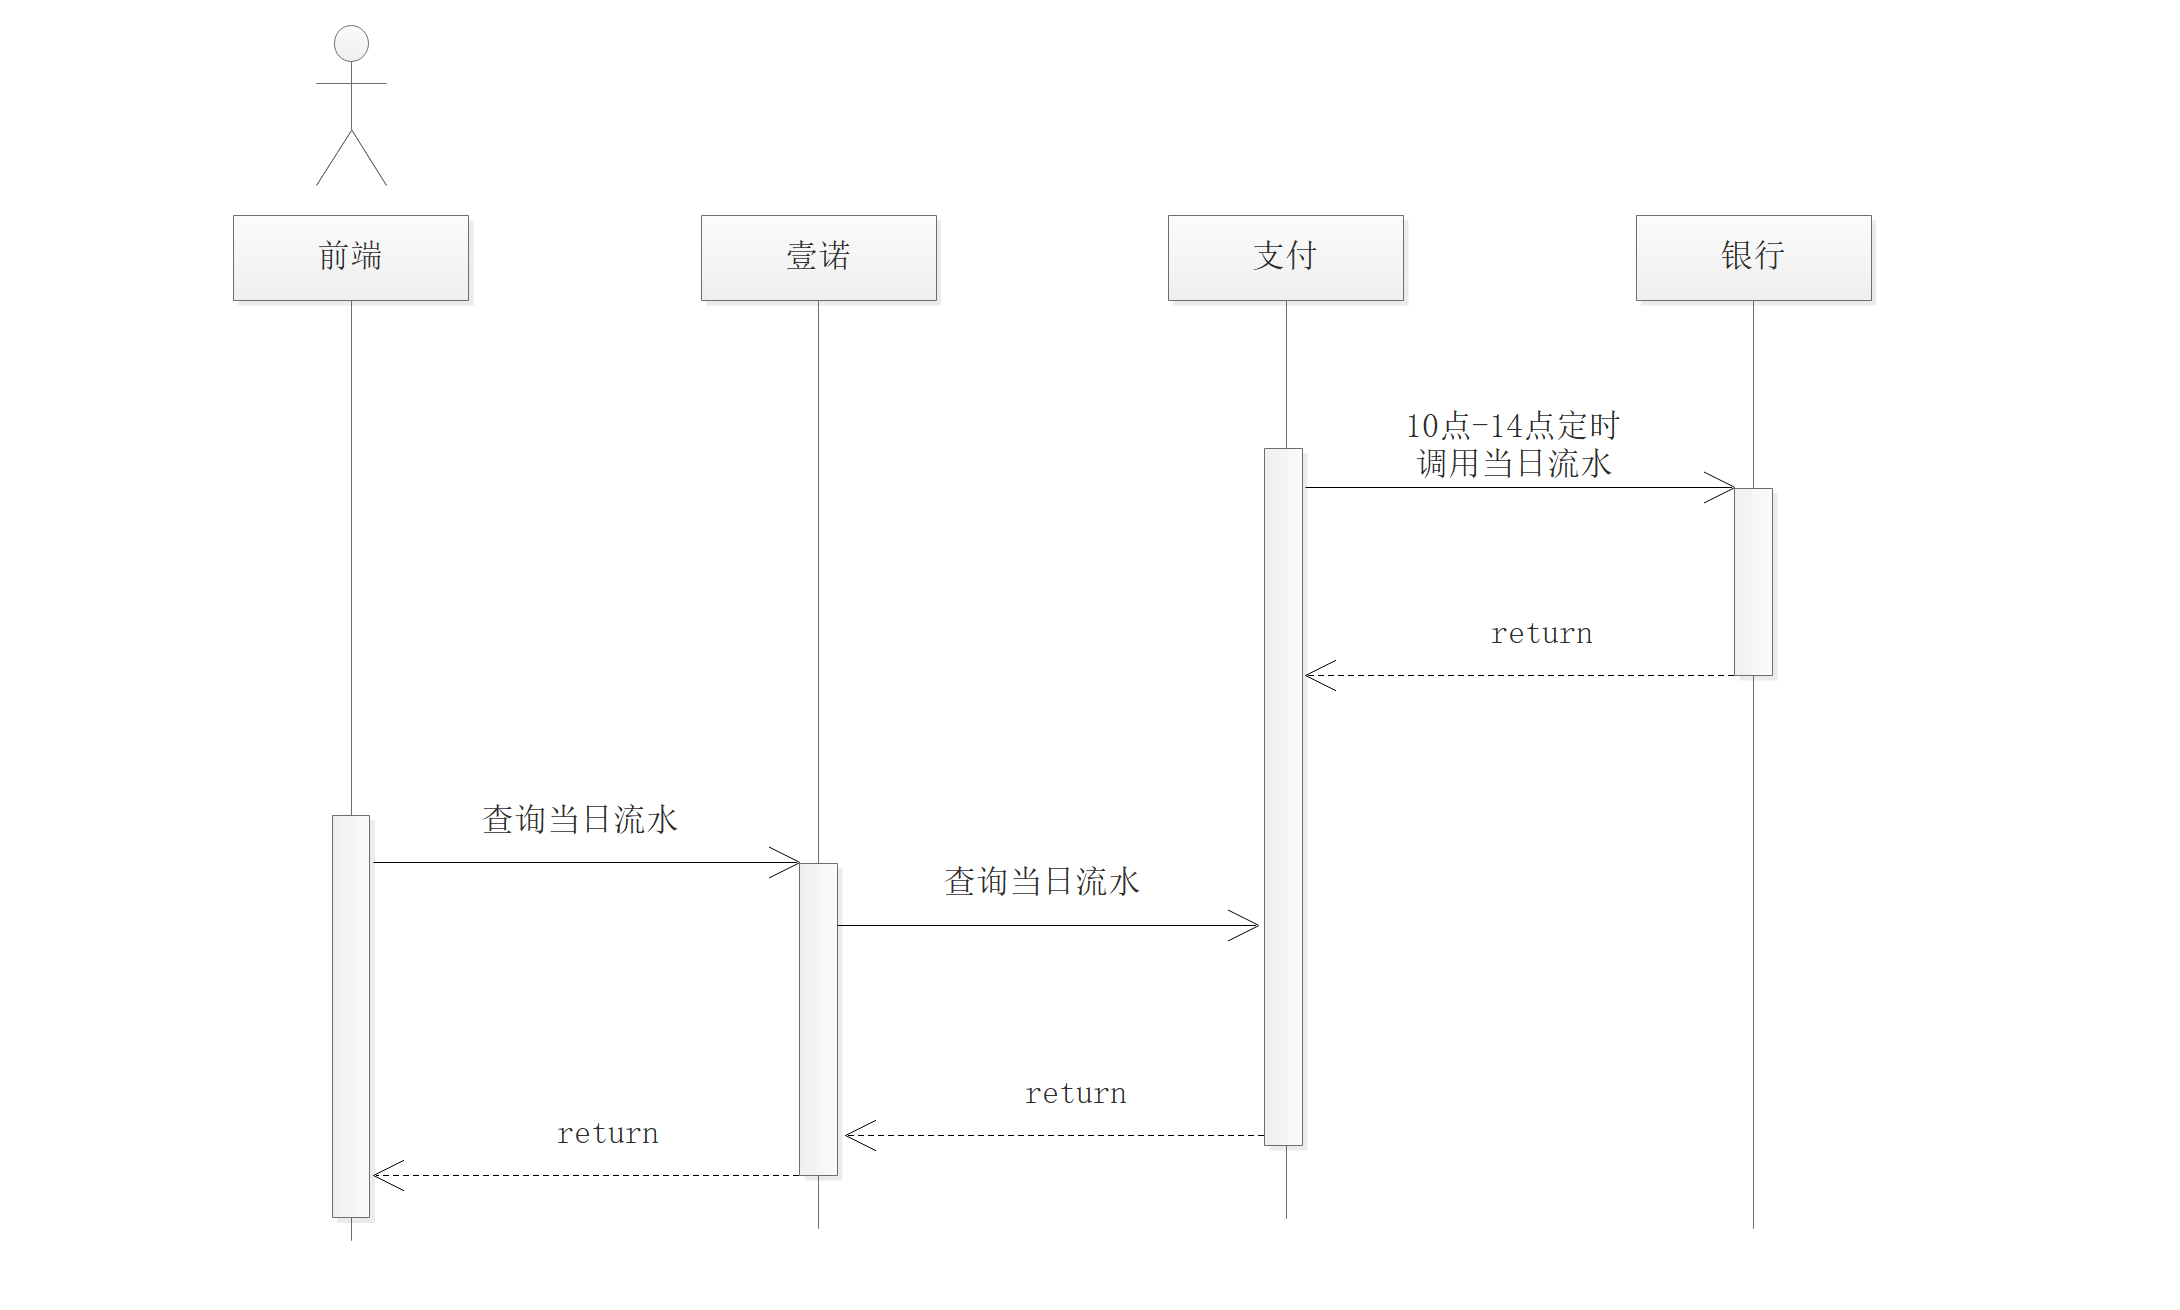 前端
壹诺
支付
银行
10点-14点定时
调用当日流水
return
查询当日流水
查询当日流水
return
return